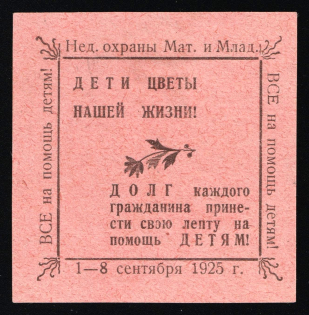 Нед. охраны Мат. и Млад.
ВСЕ на помощь детям!
ДЕТИ ЦВЕТЫ
НАШЕЙ ЖИЗНИ!
ДОЛГ каждого
гражданина прине-
сти свою лепту на
помощь ДЕТЯМ!
ВСЕ на помощь детям!
1—8 сентября 1925 г.